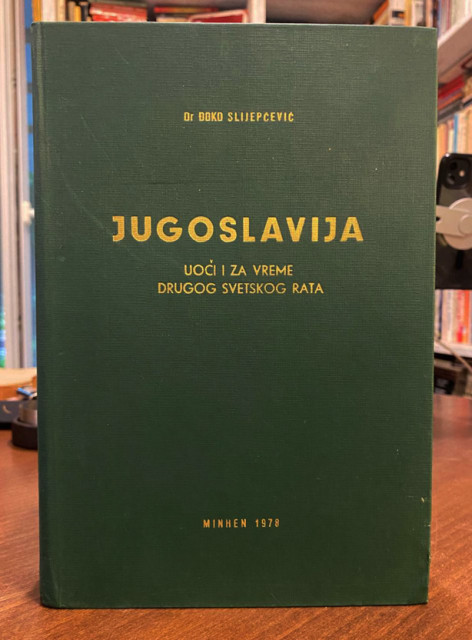 Dr ĐOKO SLIJEPČEVIĆ
JUGOSLAVIJA
UOČI I ZA VREME
DRUGOG SVETSKOG RATA
MINHEN 1978